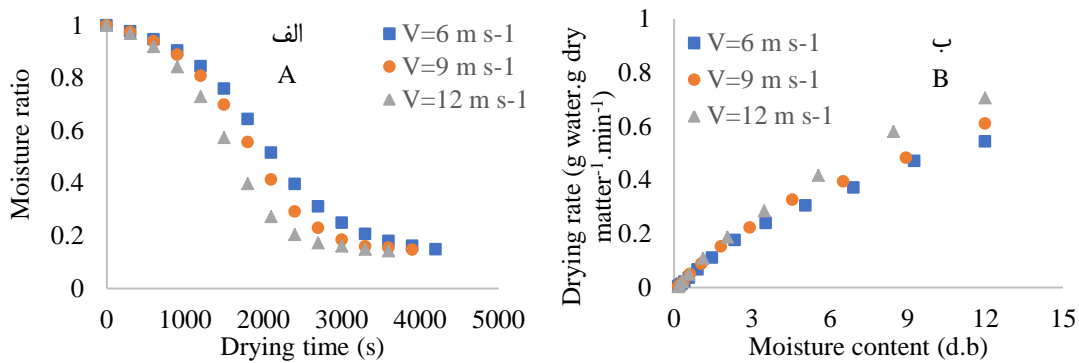 الف
A
V=6 m s-1
V=9 m s-1
V=12 m s-1
Moisture ratio
1
0.8
0.6
0.4
0.2
0
0 1000 2000 3000 4000 5000
Drying time (s)
ب
B
V=6 m s-1
V=9 m s-1
V=12 m s-1
Drying rate (g water.g dry
matter-1.min-1)
1
0.8
0.6
0.4
0.2
0
0 3 6 9 12 15
Moisture content (d.b)